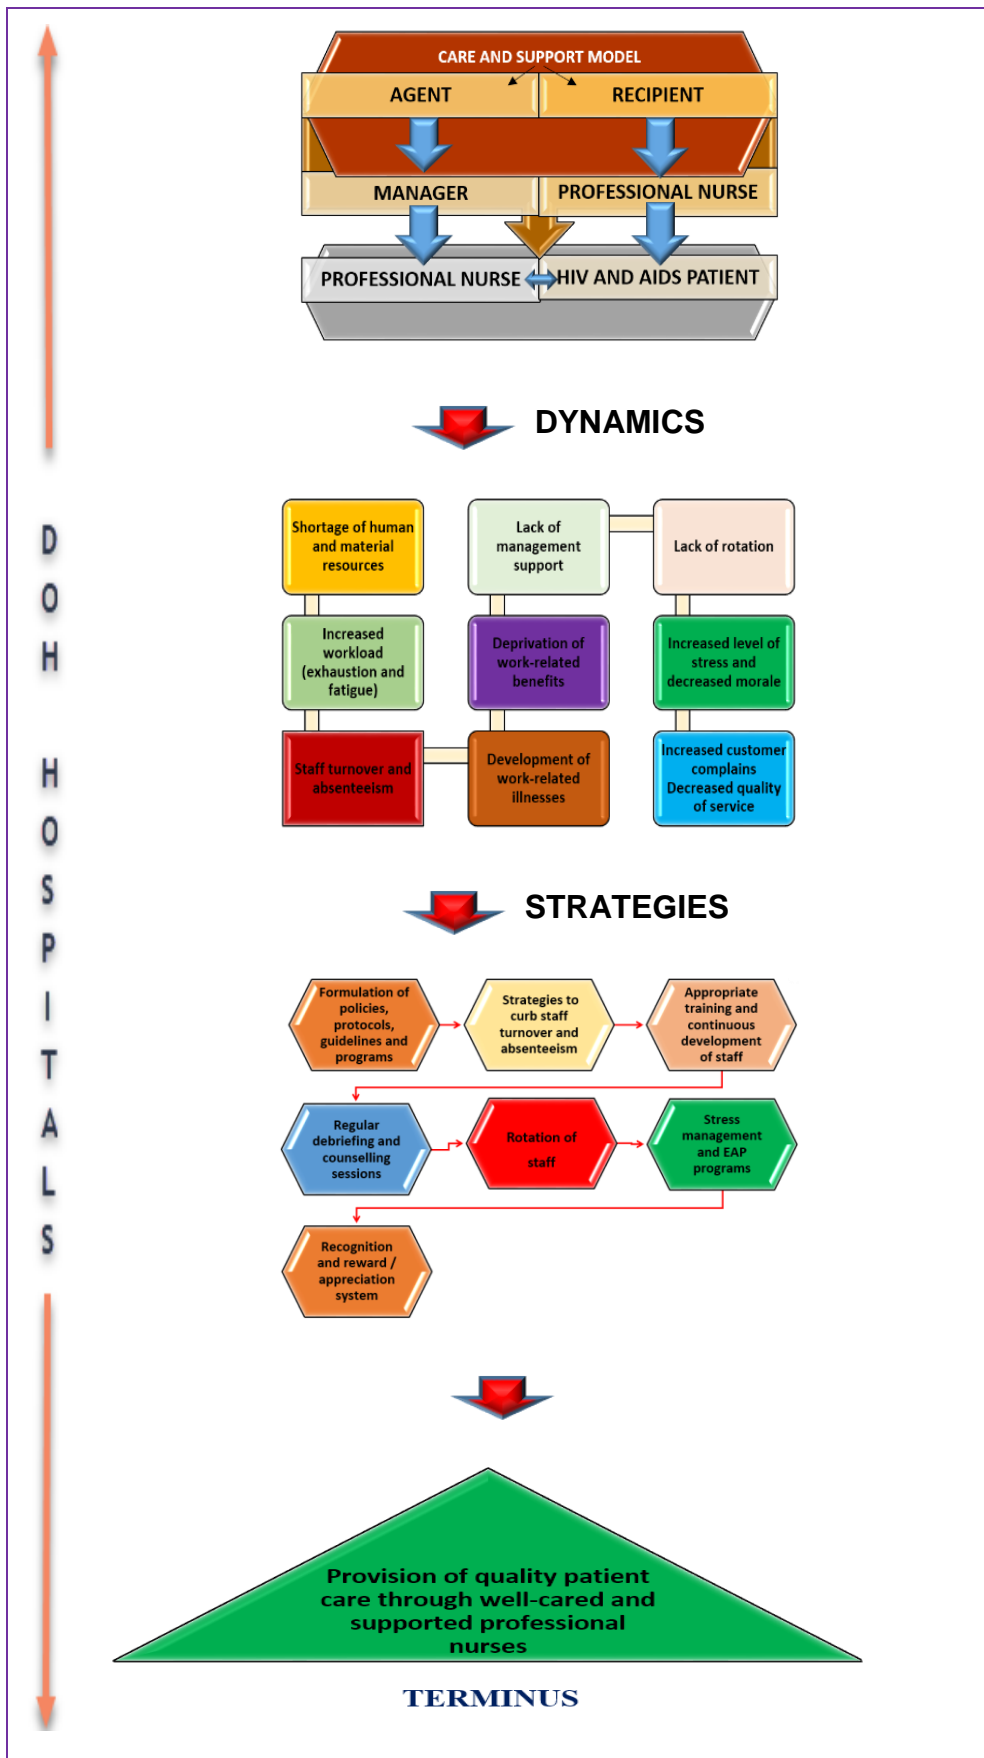 CARE AND SUPPORT MODEL
AGENT
RECIPIENT
MANAGER
PROFESSIONAL NURSE
PROFESSIONAL NURSE
HIV AND AIDS PATIENT
DYNAMICS
Shortage of human
and material
resources
Lack of
management
support
Lack of rotation
Increased
workload
(exhaustion and
fatigue)
Deprivation of
work-related
benefits
Increased level of
stress and
decreased morale
Staff turnover and
absenteeism
Development of
work-related
illnesses
Increased customer
complains
Decreased quality
of service
STRATEGIES
Formulation of
policies,
protocols,
guidelines and
programs
Strategies to
curb staff
turnover and
absenteeism
Appropriate
training and
continuous
development
of staff
Regular
debriefing and
counselling
sessions
Rotation of
staff
Stress
management
and EAP
programs
Recognition
and reward /
appreciation
system
Provision of quality patient
care through well-cared and
supported professional
nurses
TERMINUS
DOH HOSPITALS